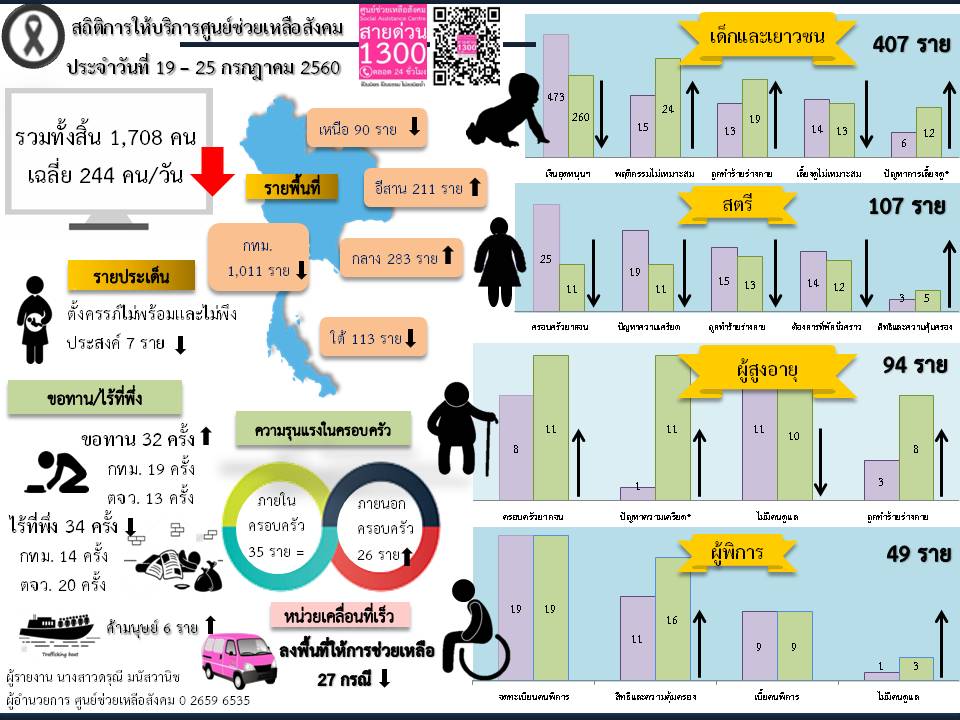 สถิติการให้บริการศูนย์ช่วยเหลือสังคม
ประจำวันที่ 19 – 25 กรกฎาคม 2560
ศูนย์ช่วยเหลือสังคม
Social Assistance Centre
สายด่วน
1300
ตลอด 24 ชั่วโมง
1300
รวมทั้งสิ้น 1,708 คน
เฉลี่ย 244 คน/วัน
รายพื้นที่
เหนือ 90 ราย
อีสาน 211 ราย
กทม.
1,011 ราย
กลาง 283 ราย
ใต้ 113 ราย
รายประเด็น
ตั้งครรภ์ไม่พร้อมและไม่พึง
ประสงค์ 7 ราย
ขอทาน/ไร้ที่พึ่ง
ขอทาน 32 ครั้ง
กทม. 19 ครั้ง
ตจว. 13 ครั้ง
ไร้ที่พึ่ง 34 ครั้ง
กทม. 14 ครั้ง
ตจว. 20 ครั้ง
Trafficking boat
ค้ามนุษย์ 6 ราย
ความรุนแรงในครอบครัว
ภายใน
ครอบครัว
35 ราย =
ภายนอก
ครอบครัว
26 ราย
หน่วยเคลื่อนที่เร็ว
ลงพื้นที่ให้การช่วยเหลือ
27 กรณี
ผู้รายงาน นางสาวดรุณี มนัสวานิช
ผู้อำนวยการ ศูนย์ช่วยเหลือสังคม 0 2659 6535
เด็กและเยาวชน
407 ราย
473 260 15 24 13 19 14 13 6 12
เงินอุดหนุนฯ พฤติกรรมไม่เหมาะสม ถูกทำร้ายร่างกาย เลี้ยงดูไม่เหมาะสม ปัญหาการเลี้ยงดู*
สตรี
107 ราย
25 11 19 11 15 13 14 12 3 5
ครอบครัวยากจน ปัญหาความเครียด ถูกทำร้ายร่างกาย ต้องการที่พักชั่วคราว สิทธิและความคุ้มครอง
ผู้สูงอายุ
94 ราย
8 11 1 11 11 10 3 8
ครอบครัวยากจน ปัญหาความเครียด* ไม่มีคนดูแล ถูกทำร้ายร่างกาย
ผู้พิการ
49 ราย
19 19 11 16 9 9 1 3
จดทะเบียนคนพิการ สิทธิและความคุ้มครอง เบี้ยคนพิการ ไม่มีคนดูแล